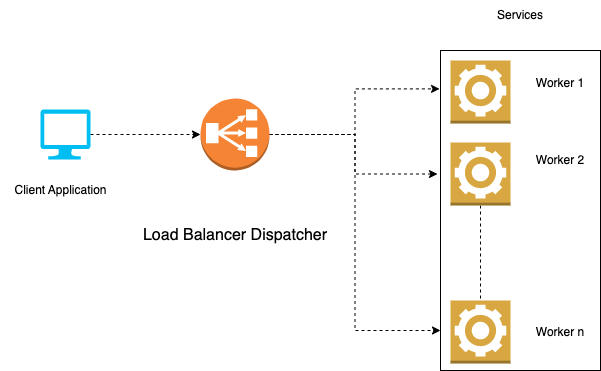 Services
Worker 1
Worker 2
Client Application
Load Balancer Dispatcher
Worker n